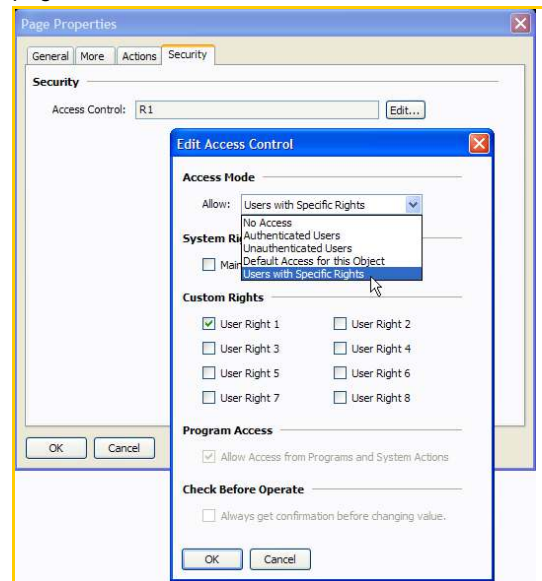 Page Properties
General More Actions Security
Security
Access Control: R1 Edit...
Edit Access Control
Access Mode
Allow: Users with Specific Rights
No Access
Authenticated Users
Unauthenticated Users
Default Access for this Object
Users with Specific Rights
Custom Rights
User Right 1 User Right 2
User Right 3 User Right 4
User Right 5 User Right 6
User Right 7 User Right 8
Program Access
Allow Access from Programs and System Actions
Check Before Operate
Always get confirmation before changing value.
OK Cancel
OK Cancel